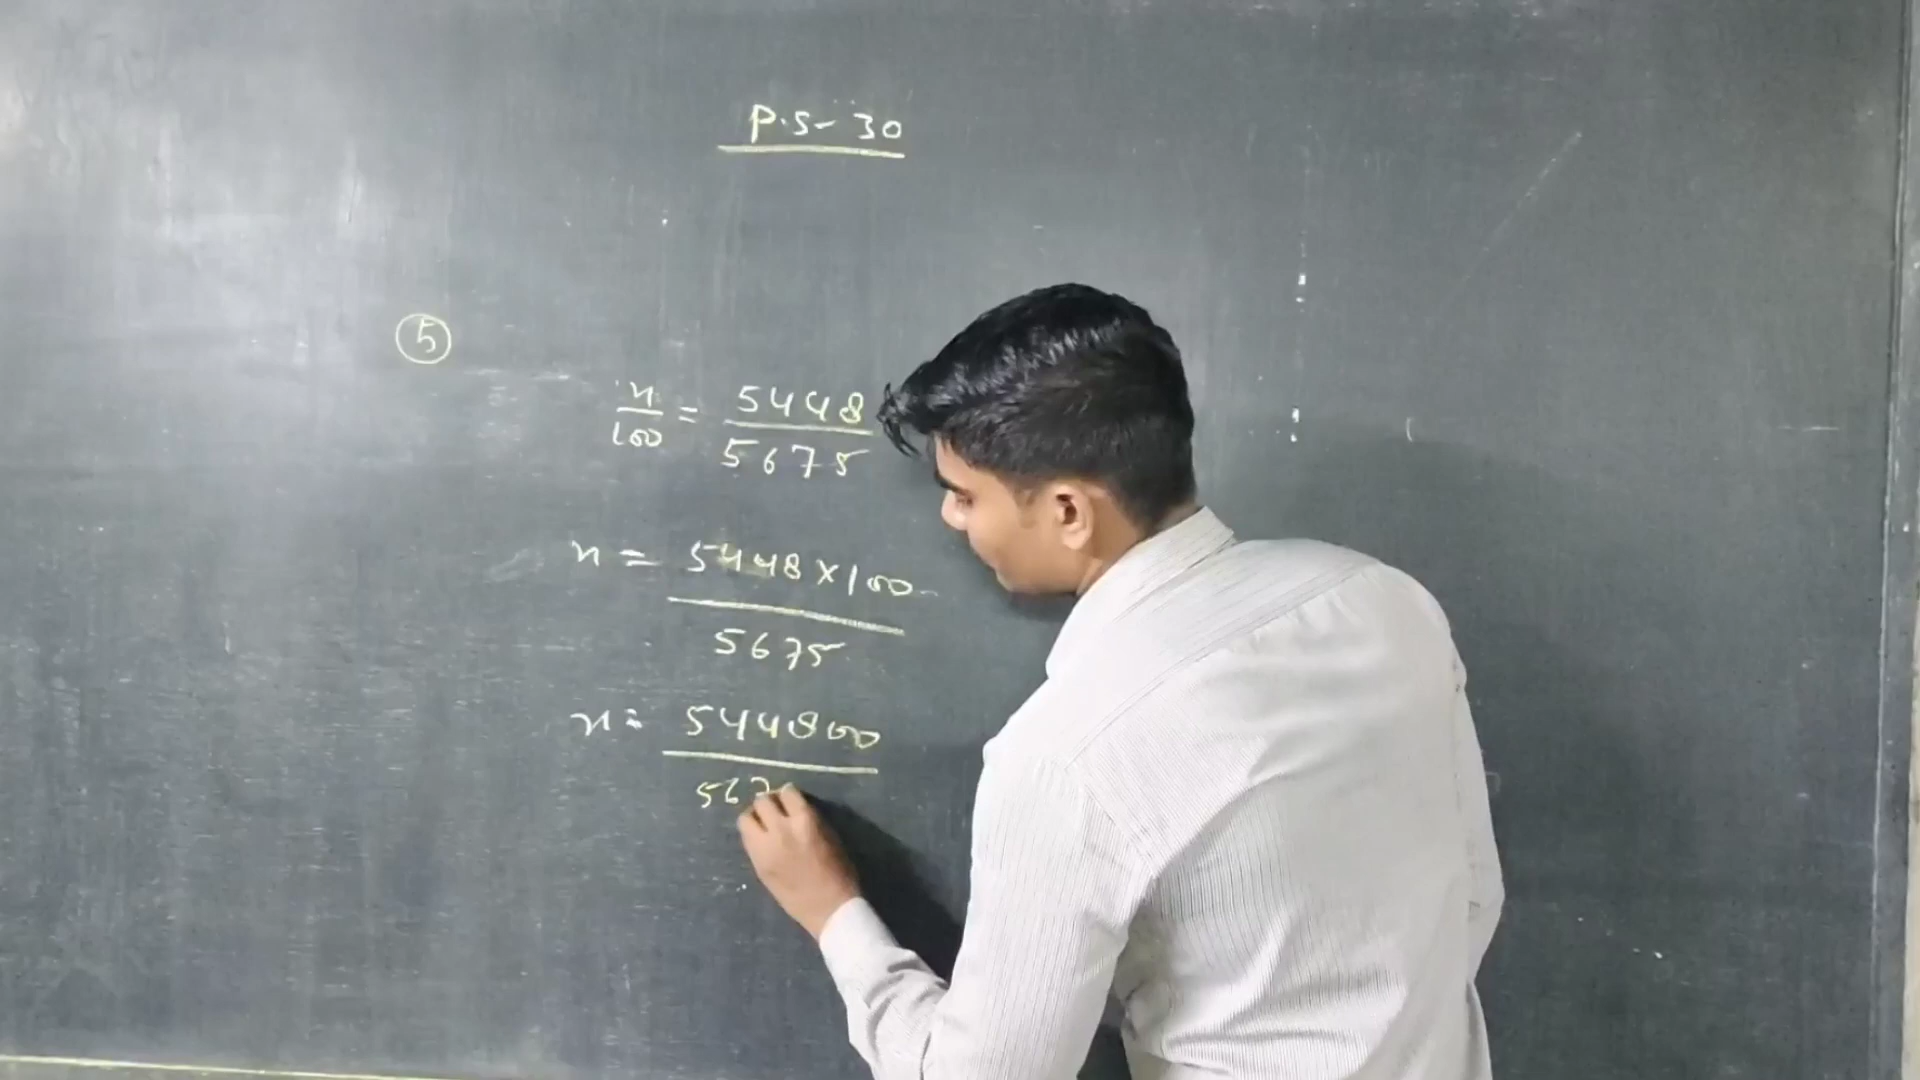 P.S- 30
5
n/100 = 5448/5675
n = 5448×100/5675
n = 544800/567